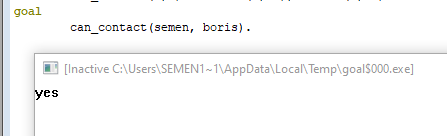 goal
can_contact(semen, boris).
[Inactive C:\Users\SEMEN1~1\AppData\Local\Temp\goal$000.exe]
yes